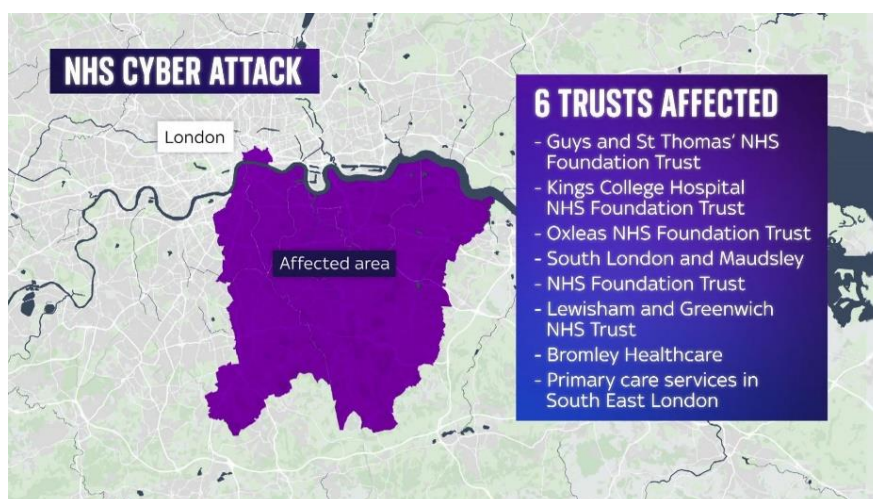 NHS CYBER ATTACK
London
Affected area
6 TRUSTS AFFECTED
- Guys and St Thomas' NHS
Foundation Trust
- Kings College Hospital
NHS Foundation Trust
- Oxleas NHS Foundation Trust
- South London and Maudsley
- NHS Foundation Trust
- Lewisham and Greenwich
NHS Trust
- Bromley Healthcare
- Primary care services in
South East London